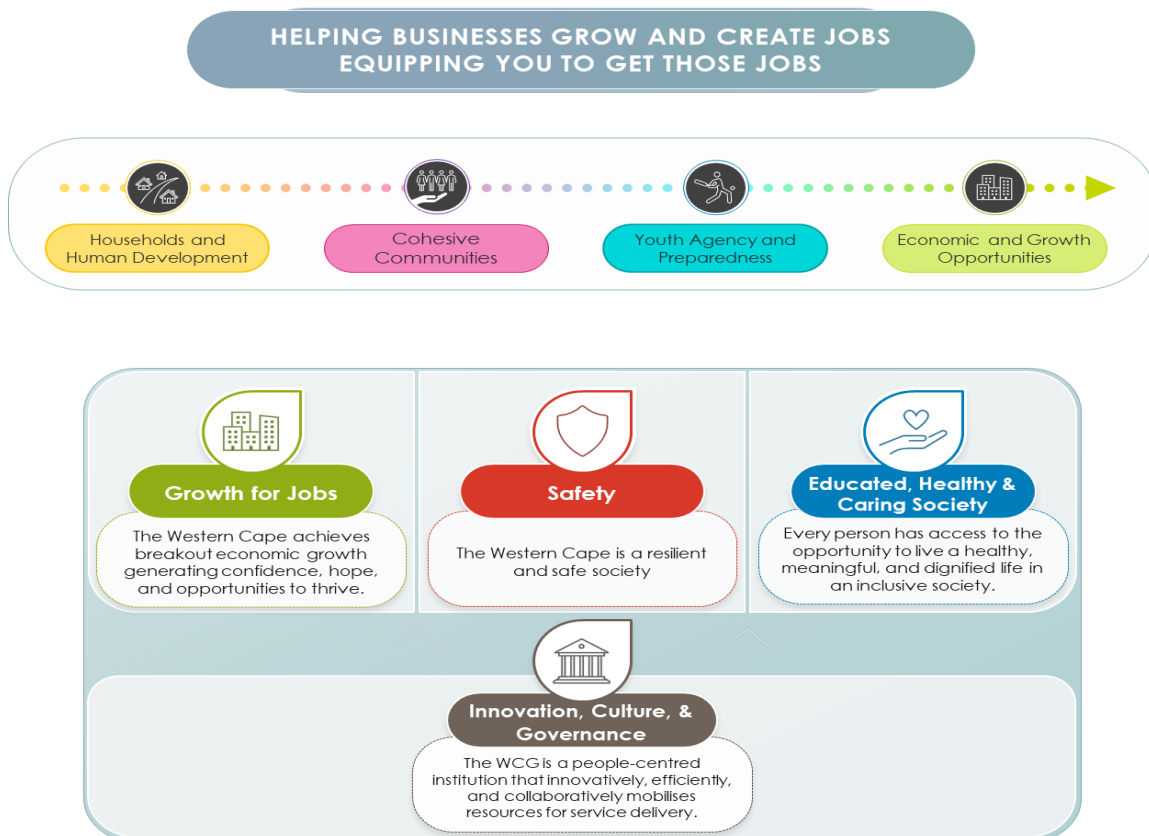 HELPING BUSINESSES GROW AND CREATE JOBS
EQUIPPING YOU TO GET THOSE JOBS
Households and
Human Development
Cohesive
Communities
Youth Agency and
Preparedness
Economic and Growth
Opportunities
Growth for Jobs
The Western Cape achieves
breakout economic growth
generating confidence, hope,
and opportunities to thrive.
Safety
The Western Cape is a resilient
and safe society
Educated, Healthy &
Caring Society
Every person has access to the
opportunity to live a healthy,
meaningful, and dignified life in
an inclusive society.
Innovation, Culture, &
Governance
The WCG is a people-centred
institution that innovatively, efficiently,
and collaboratively mobilises
resources for service delivery.